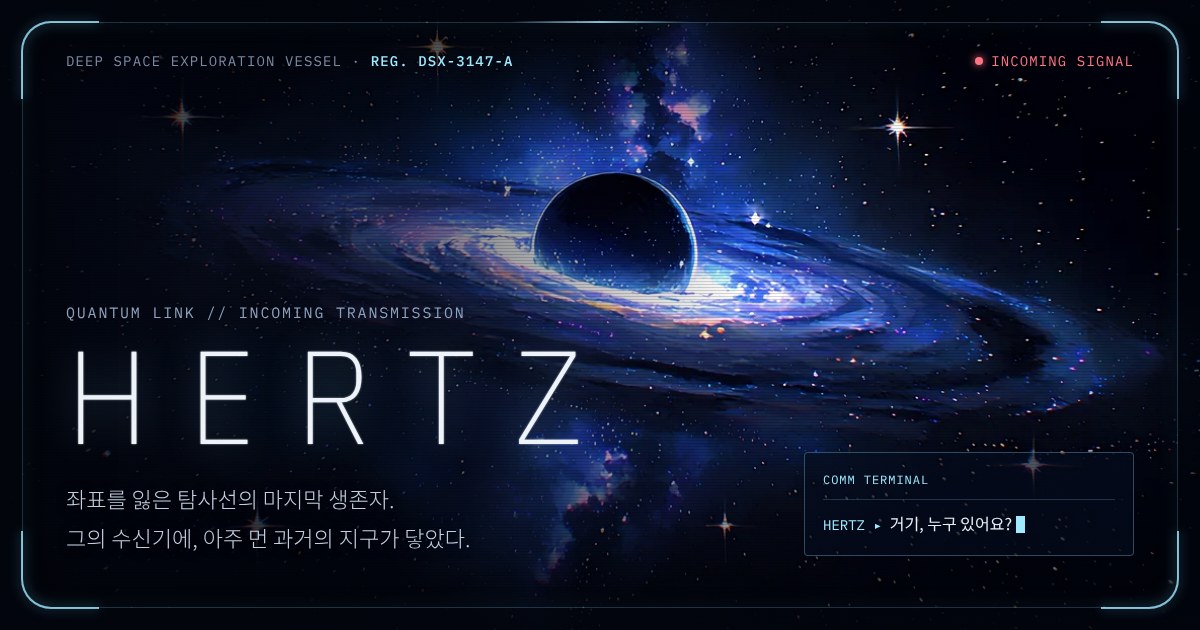 DEEP SPACE EXPLORATION VESSEL · REG. DSX-3147-A
INCOMING SIGNAL
QUANTUM LINK // INCOMING TRANSMISSION
HERTZ
좌표를 잃은 탐사선의 마지막 생존자.
그의 수신기에, 아주 먼 과거의 지구가 닿았다.
COMM TERMINAL
HERTZ ▸ 거기, 누구 있어요?